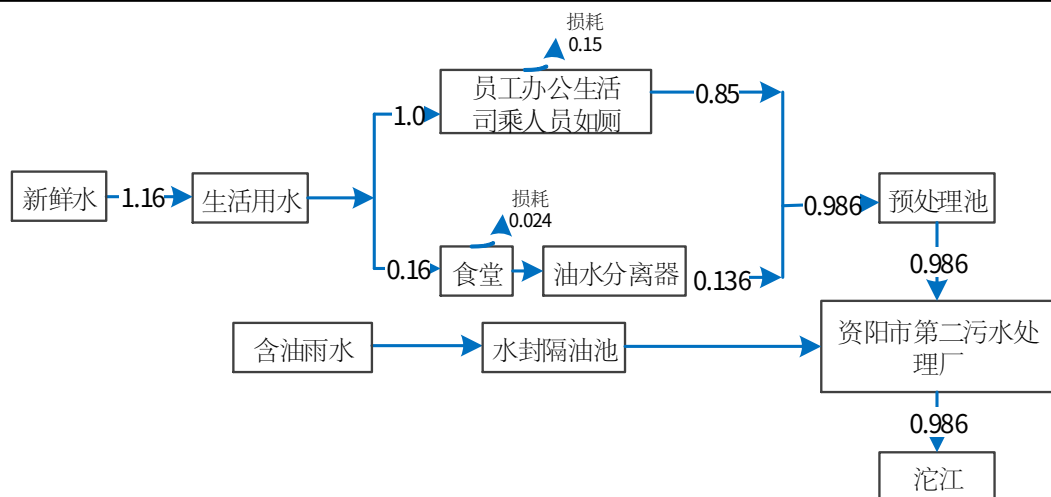 损耗
0.15
员工办公生活
司乘人员如厕
0.85
1.0
新鲜水
1.16
生活用水
损耗
0.024
0.986
预处理池
0.16
食堂
油水分离器
0.136
0.986
含油雨水
水封隔油池
资阳市第二污水处
理厂
0.986
沱江